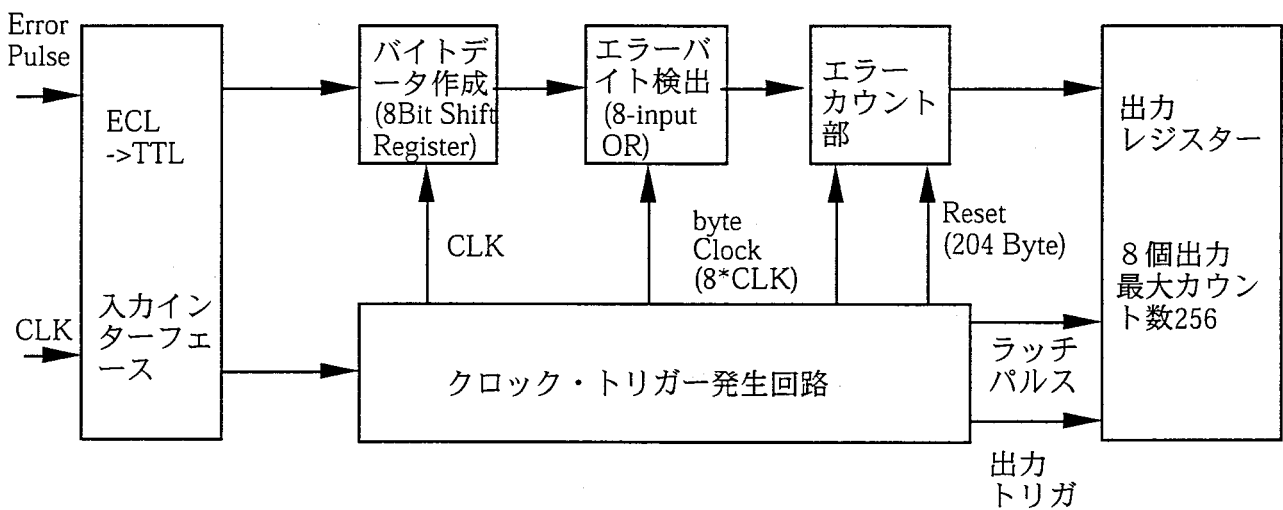 Error
Pulse
CLK
ECL
->TTL
入力イン
ターフェ
ース
バイトデ
ータ作成
(8Bit Shift
Register)
エラーバ
イト検出
(8-input
OR)
エラー
カウント
部
出力
レジスター
8個出力
最大カウン
ト数256
CLK
byte
Clock
(8*CLK)
Reset
(204 Byte)
クロック・トリガー発生回路
ラッチ
パルス
出力
トリガ